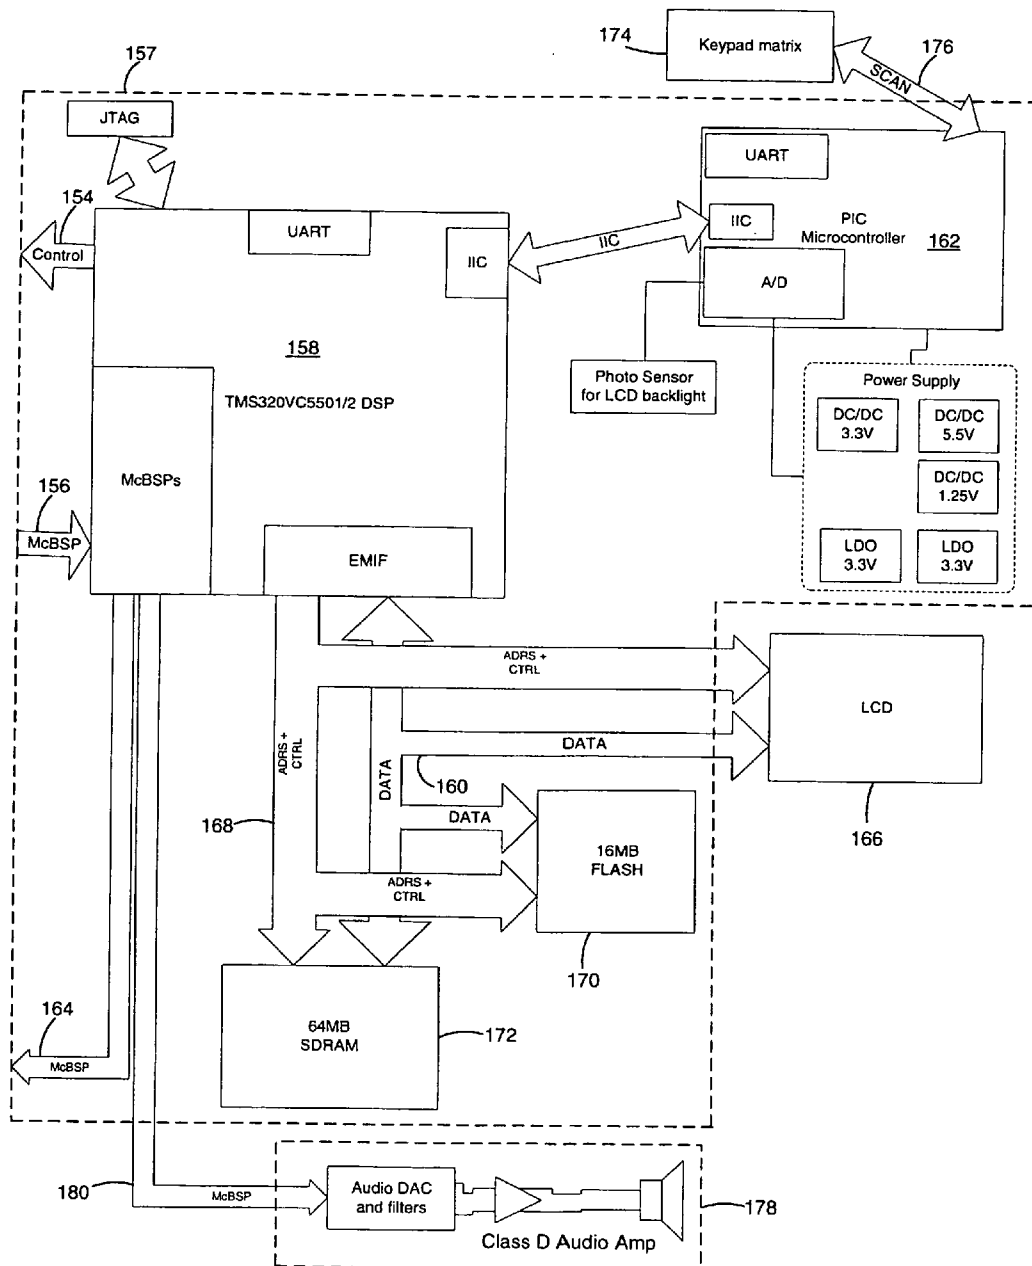 174
Keypad matrix
176
SCAN
157
JTAG
154
Control
UART
IIC
IIC
UART
IIC
PIC
Microcontroller
162
A/D
158
TMS320VC5501/2 DSP
Photo Sensor
for LCD backlight
Power Supply
DC/DC
3.3V
DC/DC
5.5V
DC/DC
1.25V
LDO
3.3V
LDO
3.3V
McBSPs
156
McBSP
EMIF
ADRS +
CTRL
LCD
DATA
160
166
ADRS +
CTRL
DATA
168
DATA
16MB
FLASH
ADRS +
CTRL
170
164
McBSP
64MB
SDRAM
172
180
McBSP
Audio DAC
and filters
Class D Audio Amp
178